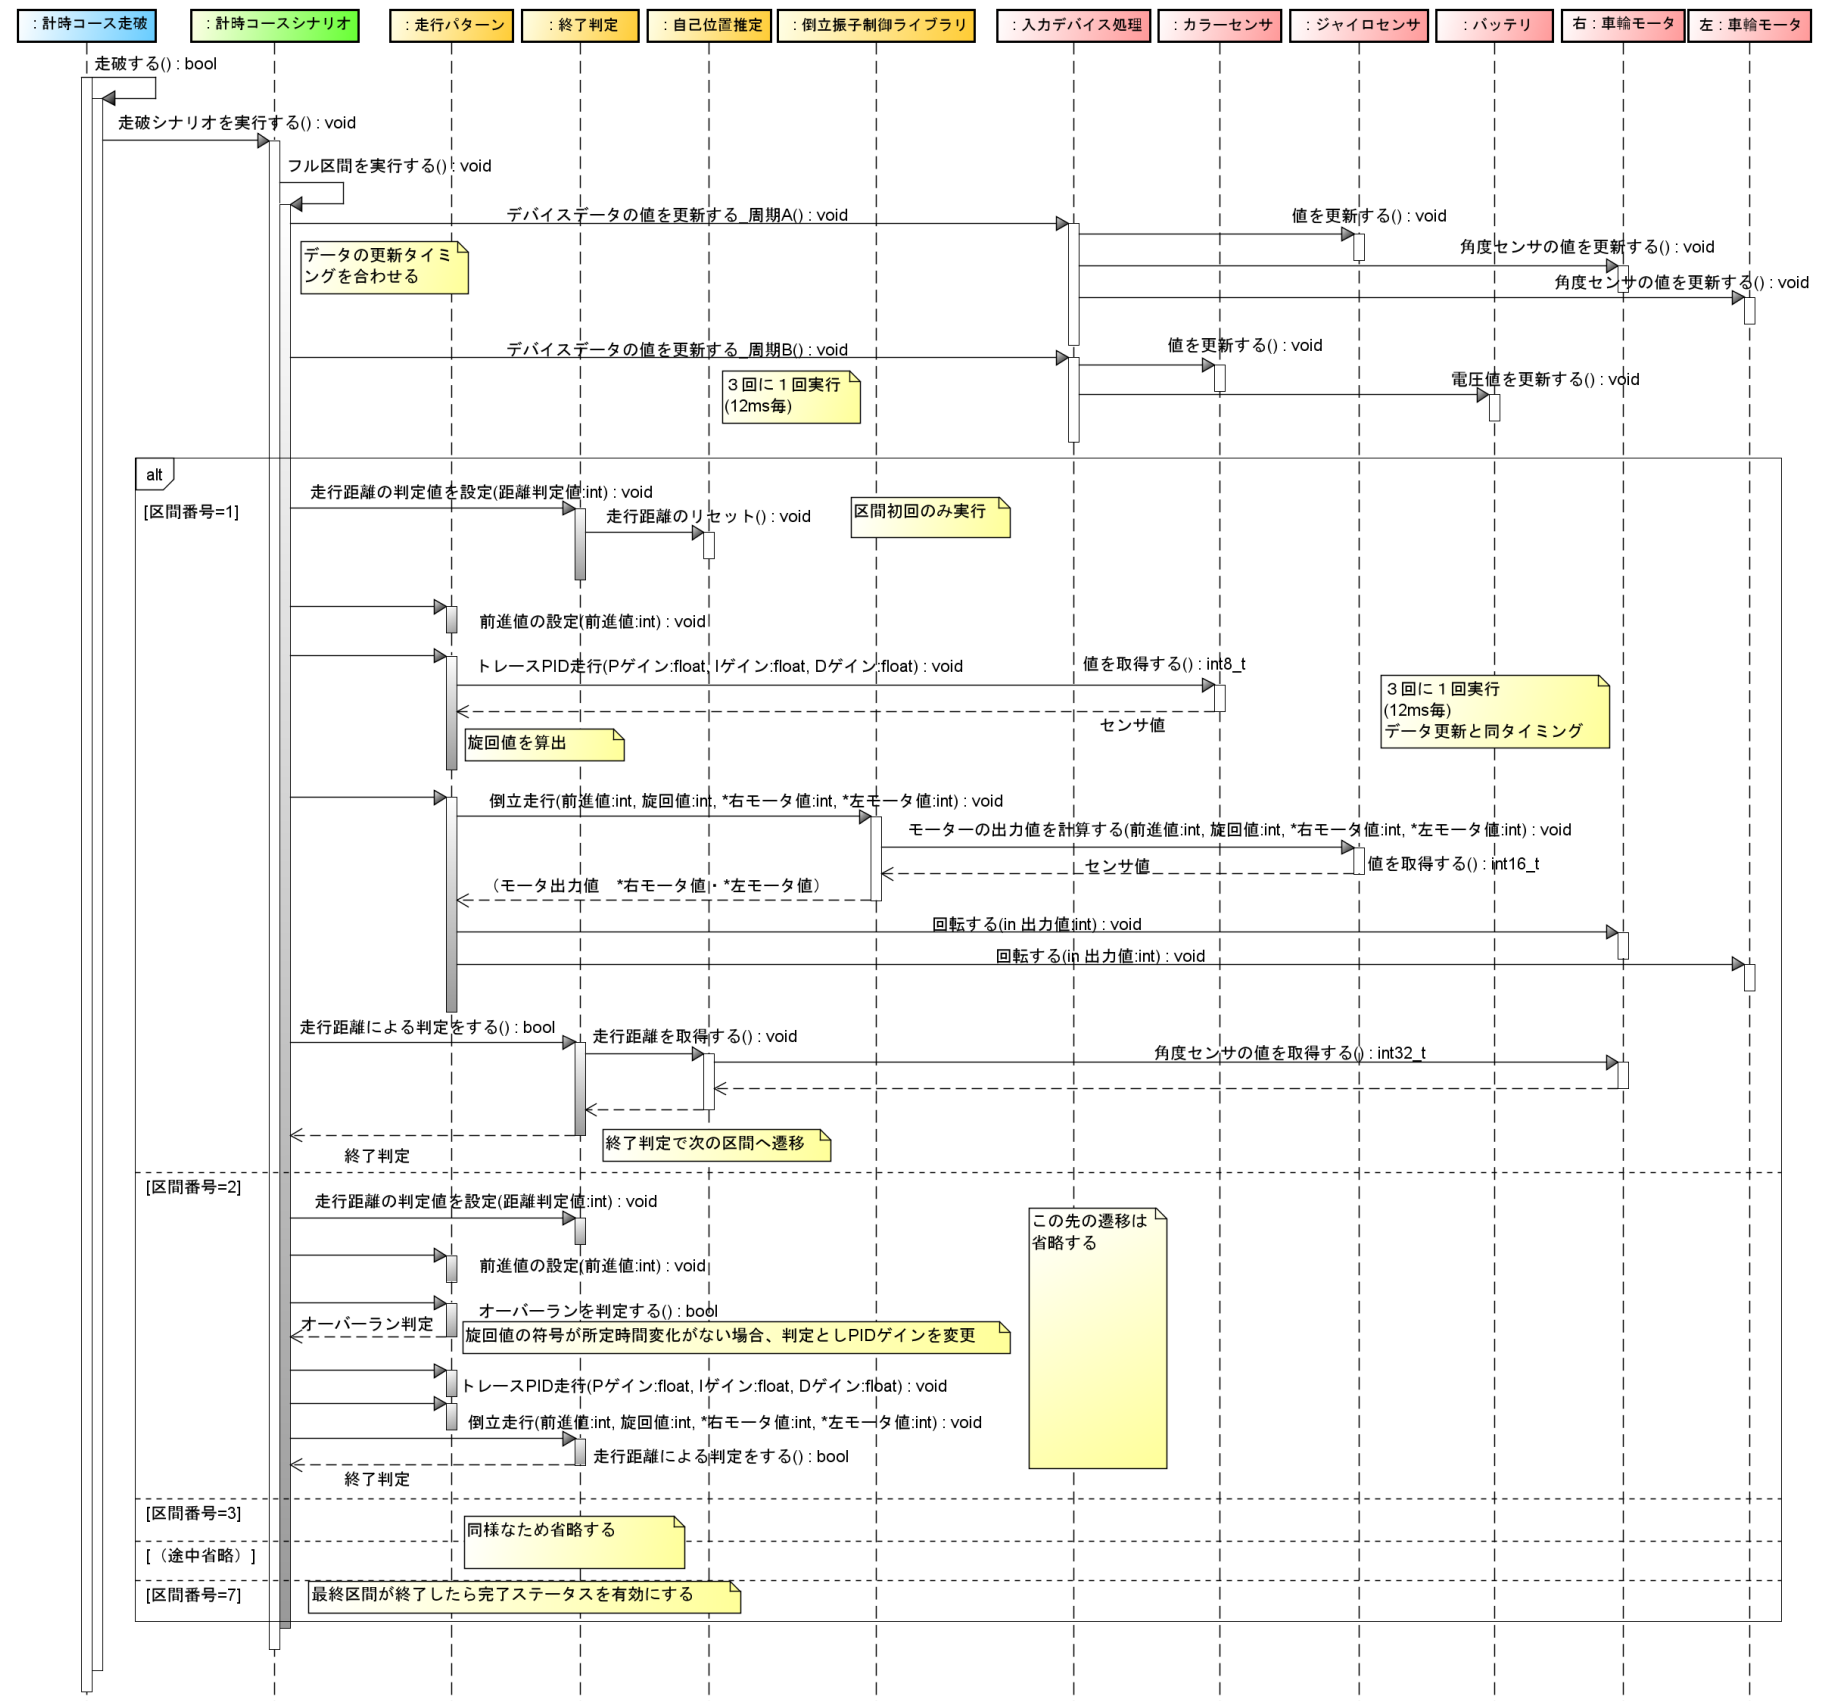 : 計時コース走破
: 計時コースシナリオ
: 走行パターン
: 終了判定
: 自己位置推定
: 倒立振子制御ライブラリ
: 入力デバイス処理
: カラーセンサ
: ジャイロセンサ
: バッテリ
右 : 車輪モータ
左 : 車輪モータ
走破する() : bool
走破シナリオを実行する() : void
フル区間を実行する() : void
デバイスデータの値を更新する_周期A() : void
値を更新する() : void
データの更新タイミ
ングを合わせる
角度センサの値を更新する() : void
角度センサの値を更新する() : void
デバイスデータの値を更新する_周期B() : void
値を更新する() : void
３回に１回実行
(12ms毎)
電圧値を更新する() : void
alt
[区間番号=1]
走行距離の判定値を設定(距離判定値:int) : void
走行距離のリセット() : void
区間初回のみ実行
前進値の設定(前進値:int) : void
トレースPID走行(Pゲイン:float, Iゲイン:float, Dゲイン:float) : void
値を取得する() : int8_t
センサ値
３回に１回実行
(12ms毎)
データ更新と同タイミング
旋回値を算出
倒立走行(前進値:int, 旋回値:int, *右モータ値:int, *左モータ値:int) : void
モーターの出力値を計算する(前進値:int, 旋回値:int, *右モータ値:int, *左モータ値:int) : void
センサ値
値を取得する() : int16_t
（モータ出力値　*右モータ値・*左モータ値）
回転する(in 出力値:int) : void
回転する(in 出力値:int) : void
走行距離による判定をする() : bool
走行距離を取得する() : void
角度センサの値を取得する() : int32_t
終了判定で次の区間へ遷移
終了判定
[区間番号=2]
走行距離の判定値を設定(距離判定値:int) : void
この先の遷移は
省略する
前進値の設定(前進値:int) : void
オーバーランを判定する() : bool
オーバーラン判定
旋回値の符号が所定時間変化がない場合、判定としPIDゲインを変更
トレースPID走行(Pゲイン:float, Iゲイン:float, Dゲイン:float) : void
倒立走行(前進値:int, 旋回値:int, *右モータ値:int, *左モータ値:int) : void
走行距離による判定をする() : bool
終了判定
[区間番号=3]
同様なため省略する
[（途中省略）]
[区間番号=7]
最終区間が終了したら完了ステータスを有効にする